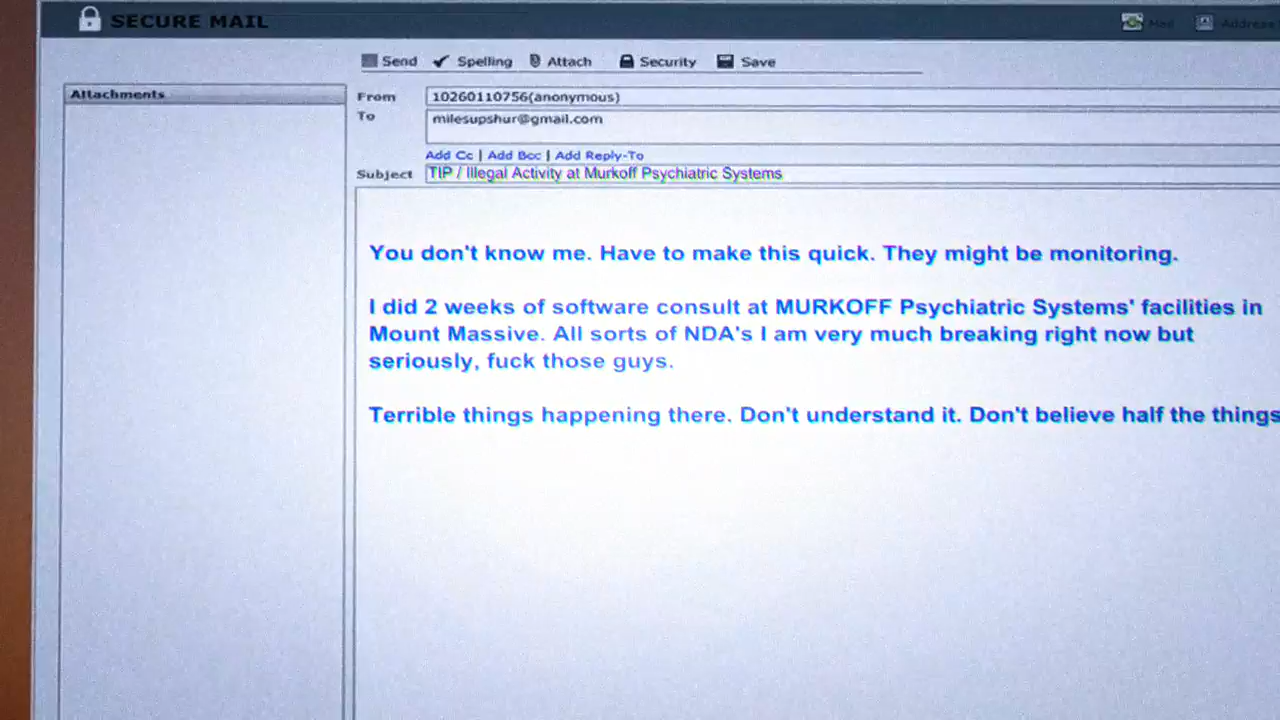 SECURE MAIL
Mail Address
Send Spelling Attach Security Save
Attachments
From 10260110756(anonymous)
To milesupshur@gmail.com
Add Cc | Add Bcc | Add Reply-To
Subject TIP / Illegal Activity at Murkoff Psychiatric Systems
You don't know me. Have to make this quick. They might be monitoring.
I did 2 weeks of software consult at MURKOFF Psychiatric Systems' facilities in
Mount Massive. All sorts of NDA's I am very much breaking right now but
seriously, fuck those guys.
Terrible things happening there. Don't understand it. Don't believe half the things